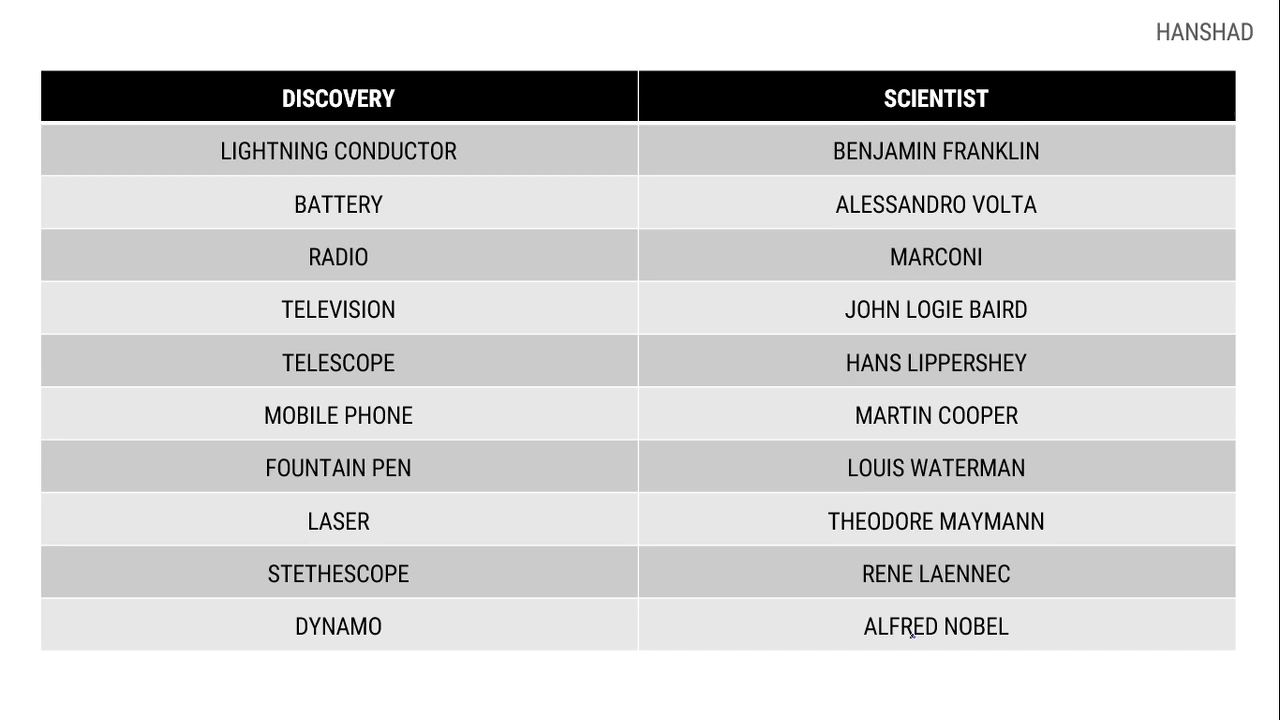 HANSHAD
DISCOVERY SCIENTIST
LIGHTNING CONDUCTOR BENJAMIN FRANKLIN
BATTERY ALESSANDRO VOLTA
RADIO MARCONI
TELEVISION JOHN LOGIE BAIRD
TELESCOPE HANS LIPPERSHEY
MOBILE PHONE MARTIN COOPER
FOUNTAIN PEN LOUIS WATERMAN
LASER THEODORE MAYMANN
STETHESCOPE RENE LAENNEC
DYNAMO ALFRED NOBEL